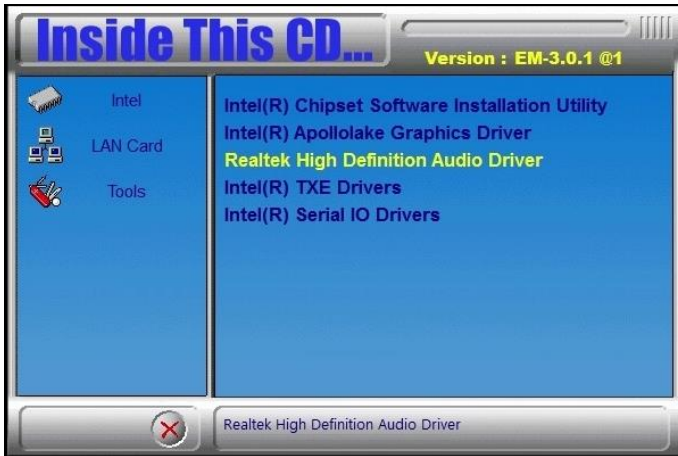 Inside This CD...
Version : EM-3.0.1 @1
Intel
LAN Card
Tools
Intel(R) Chipset Software Installation Utility
Intel(R) Apollolake Graphics Driver
Realtek High Definition Audio Driver
Intel(R) TXE Drivers
Intel(R) Serial IO Drivers
Realtek High Definition Audio Driver